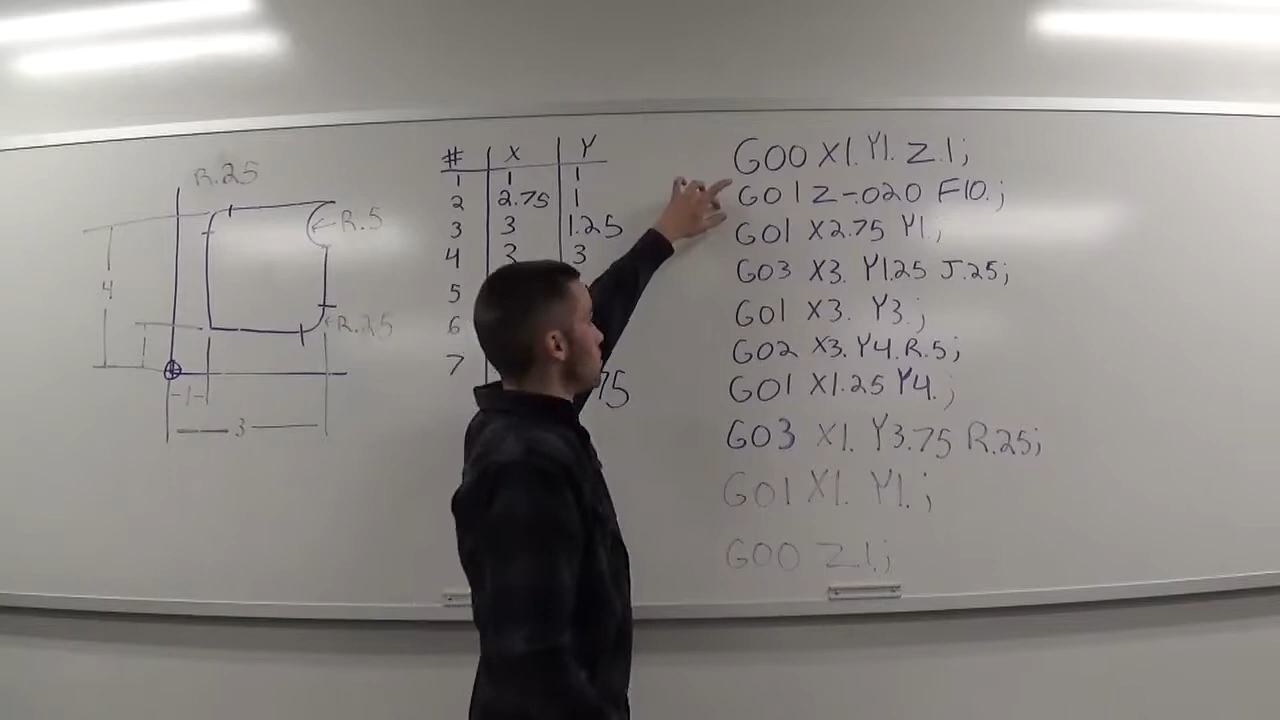 R.25
R.5
4
R.25
1
3
# X Y
1 1 1
2 2.75 1
3 3 1.25
4 3 3
5
6
7
75
G00 X1. Y1. Z.1;
G01 Z-.020 F10.;
G01 X2.75 Y1.;
G03 X3. Y1.25 J.25;
G01 X3. Y3.;
G02 X3. Y4. R.5;
G01 X1.25 Y4.;
G03 X1. Y3.75 R.25;
G01 X1. Y1.;
G00 Z1.;